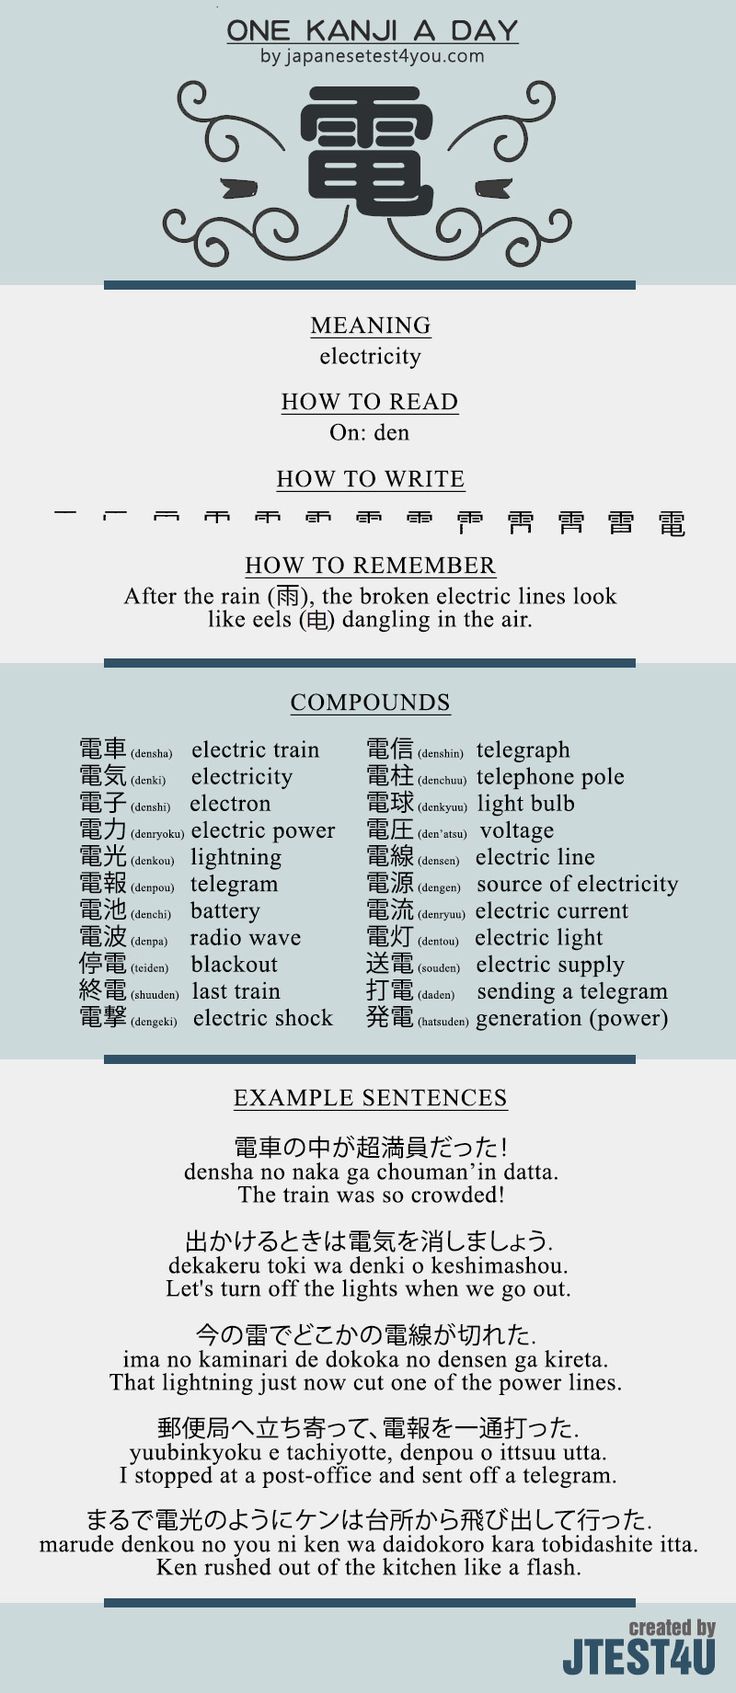 ONE KANJI A DAY
by japanesetest4you.com
電
MEANING
electricity
HOW TO READ
On: den
HOW TO WRITE
電
HOW TO REMEMBER
After the rain (雨), the broken electric lines look
like eels (电) dangling in the air.
COMPOUNDS
電車 (densha) electric train
電気 (denki) electricity
電子 (denshi) electron
電力 (denryoku) electric power
電光 (denkou) lightning
電報 (denpou) telegram
電池 (denchi) battery
電波 (denpa) radio wave
停電 (teiden) blackout
終電 (shuuden) last train
電撃 (dengeki) electric shock
電信 (denshin) telegraph
電柱 (denchuu) telephone pole
電球 (denkyuu) light bulb
電圧 (den'atsu) voltage
電線 (densen) electric line
電源 (dengen) source of electricity
電流 (denryuu) electric current
電灯 (dentou) electric light
送電 (souden) electric supply
打電 (daden) sending a telegram
発電 (hatsuden) generation (power)
EXAMPLE SENTENCES
電車の中が超満員だった!
densha no naka ga chouman'in datta.
The train was so crowded!
出かけるときは電気を消しましょう.
dekakeru toki wa denki o keshimashou.
Let's turn off the lights when we go out.
今の雷でどこかの電線が切れた.
ima no kaminari de dokoka no densen ga kireta.
That lightning just now cut one of the power lines.
郵便局へ立ち寄って、電報を一通打った.
yuubinkyoku e tachiyotte, denpou o ittsuu utta.
I stopped at a post-office and sent off a telegram.
まるで電光のようにケンは台所から飛び出して行った.
marude denkou no you ni ken wa daidokoro kara tobidashite itta.
Ken rushed out of the kitchen like a flash.
created by
JTEST4U